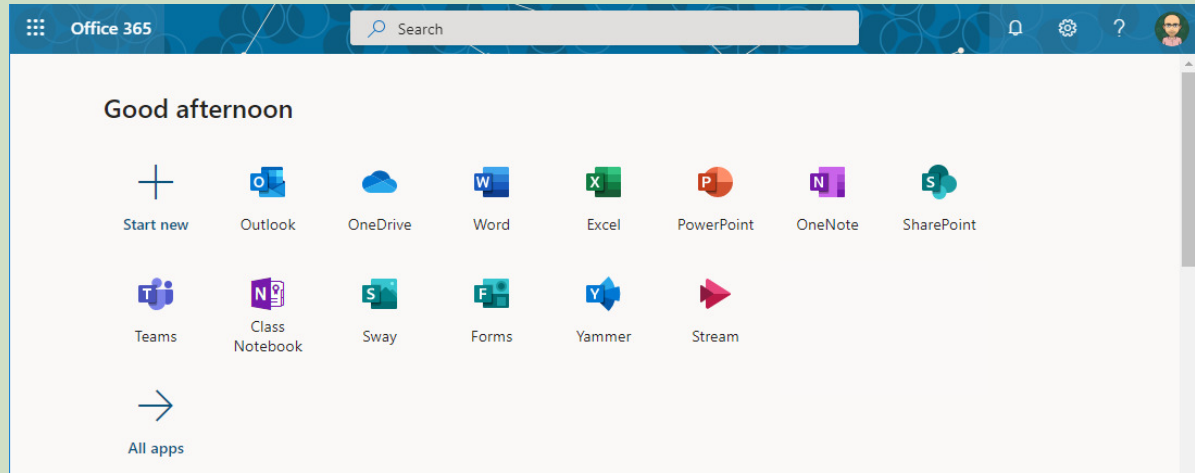 Office 365
Search
?
Good afternoon
Start new
O
Outlook
OneDrive
W
Word
X
Excel
P
PowerPoint
N
OneNote
S
SharePoint
T
Teams
N
Class
Notebook
S
Sway
F
Forms
Y
Yammer
Stream
All apps